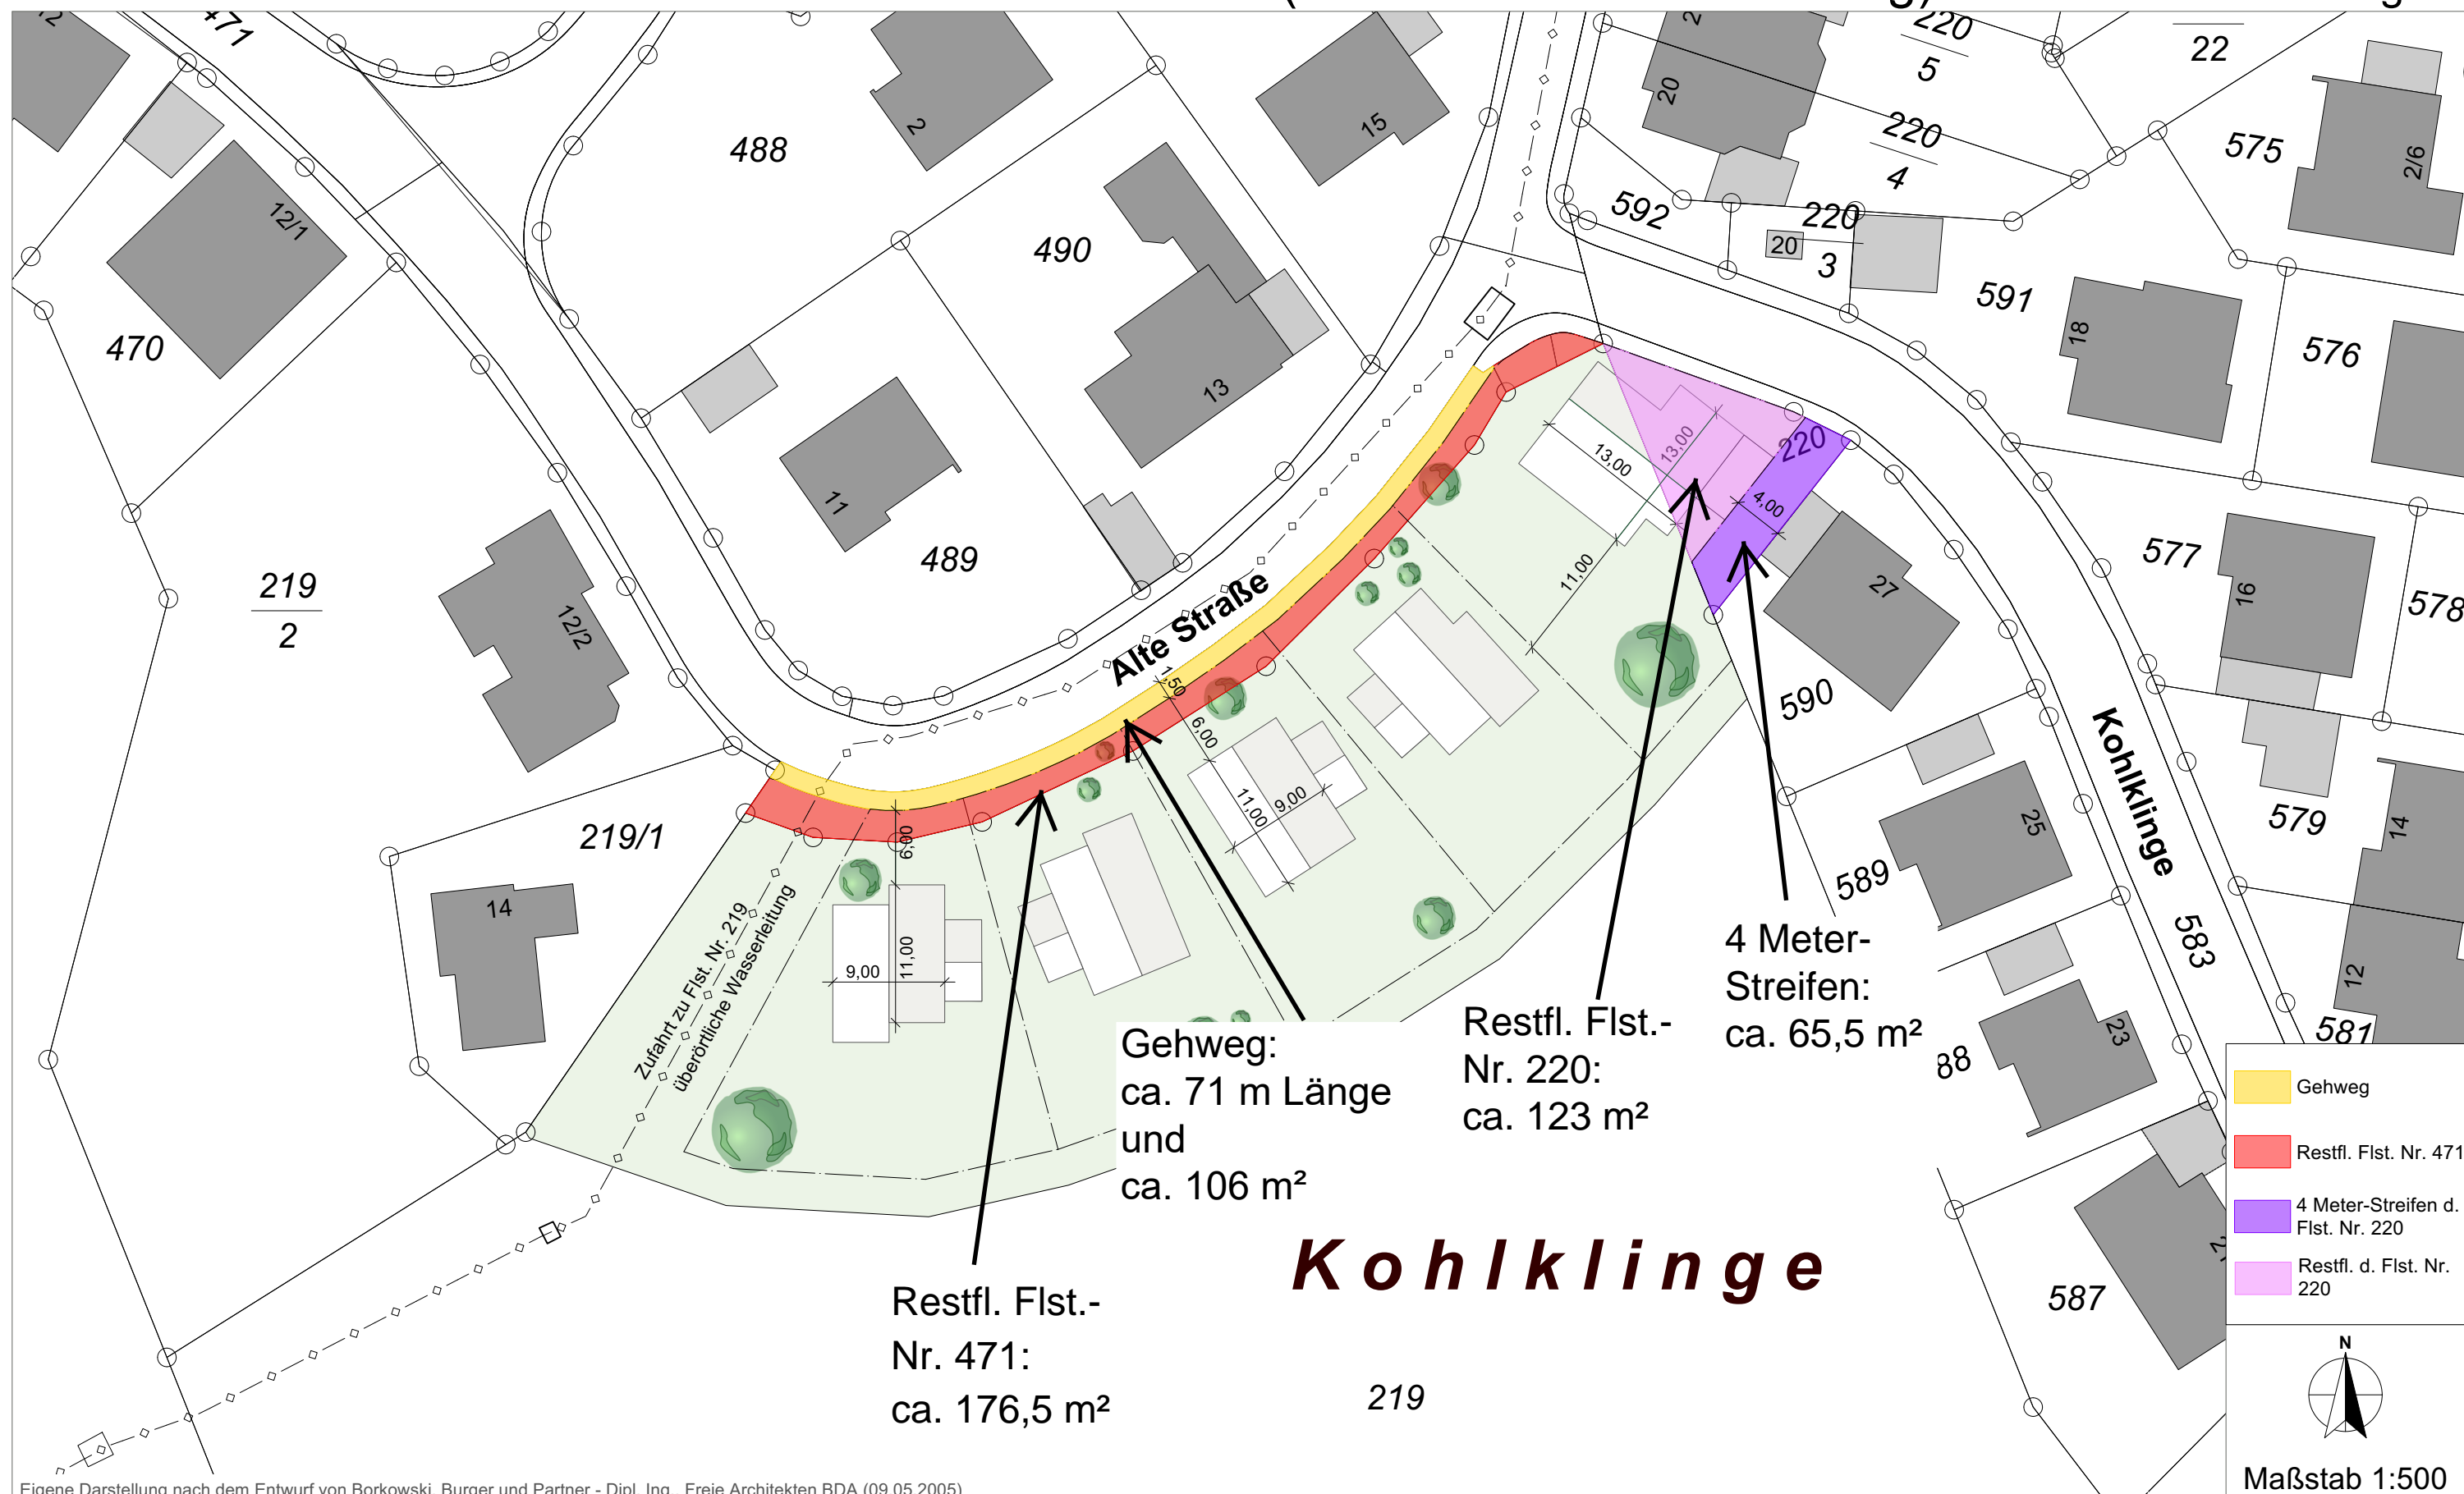 471
12
12/1
470
219
2
12/2
219/1
14
488
2
490
15
13
11
489
Alte Straße
20
220
5
220
4
592
220
20
3
22
575
2/6
591
18
576
577
16
578
579
14
12
581
583
Kohlklinge
220
13,00
13,00
4,00
11,00
27
590
589
25
23
88
587
1,50
6,00
11,00
9,00
6,00
9,00
11,00
Zufahrt zu Flst. Nr. 219
überörtliche Wasserleitung
4 Meter-
Streifen:
ca. 65,5 m²
Restfl. Flst.-
Nr. 220:
ca. 123 m²
Gehweg:
ca. 71 m Länge
und
ca. 106 m²
Restfl. Flst.-
Nr. 471:
ca. 176,5 m²
Kohlklinge
219
Gehweg
Restfl. Flst. Nr. 471
4 Meter-Streifen d.
Flst. Nr. 220
Restfl. d. Flst. Nr.
220
N
Maßstab 1:500
Eigene Darstellung nach dem Entwurf von Borkowski, Burger und Partner - Dipl. Ing., Freie Architekten BDA (09.05.2005)